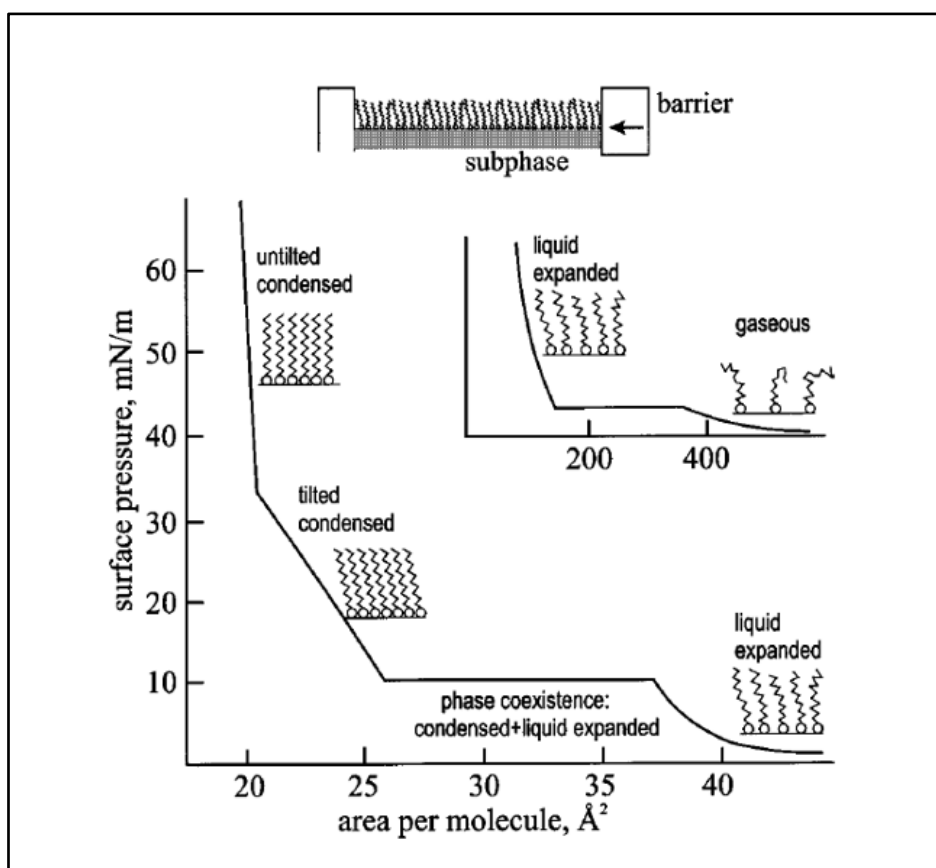 barrier
subphase
surface pressure, mN/m
60
50
40
30
20
10
untilted
condensed
tilted
condensed
phase coexistence:
condensed+liquid expanded
liquid
expanded
20
25
30
35
40
area per molecule, Å²
liquid
expanded
gaseous
200
400